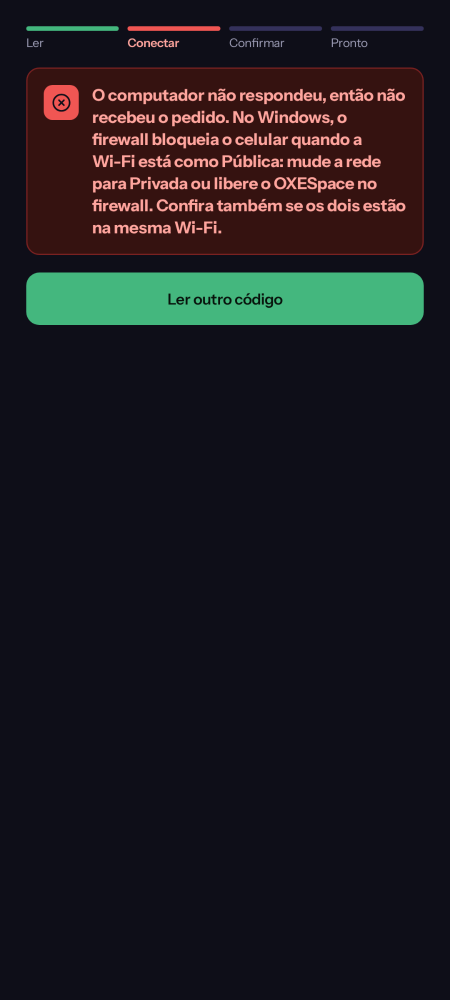 Ler
Conectar
Confirmar
Pronto
O computador não respondeu, então não
recebeu o pedido. No Windows, o
firewall bloqueia o celular quando a
Wi-Fi está como Pública: mude a rede
para Privada ou libere o OXESpace no
firewall. Confira também se os dois estão
na mesma Wi-Fi.
Ler outro código